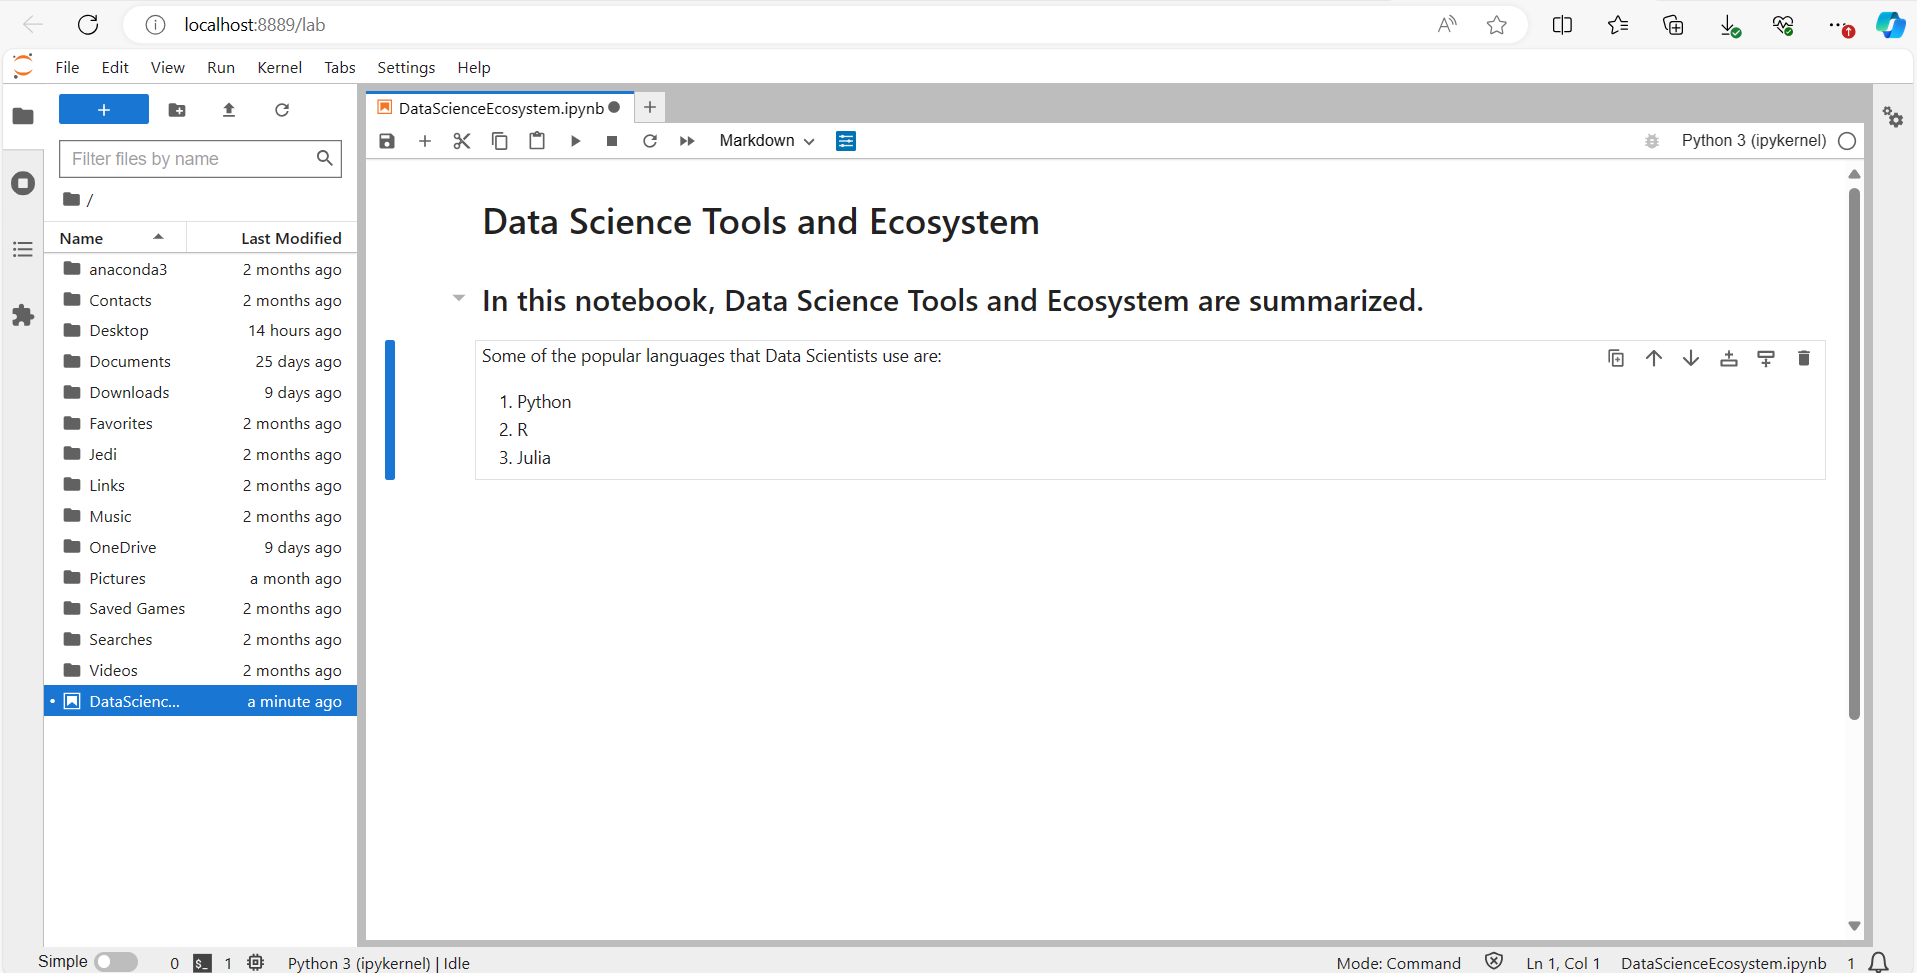 localhost:8889/lab
File Edit View Run Kernel Tabs Settings Help
Filter files by name
/
Name Last Modified
anaconda3 2 months ago
Contacts 2 months ago
Desktop 14 hours ago
Documents 25 days ago
Downloads 9 days ago
Favorites 2 months ago
Jedi 2 months ago
Links 2 months ago
Music 2 months ago
OneDrive 9 days ago
Pictures a month ago
Saved Games 2 months ago
Searches 2 months ago
Videos 2 months ago
DataScienc... a minute ago
DataScienceEcosystem.ipynb
Markdown Python 3 (ipykernel)
Data Science Tools and Ecosystem
In this notebook, Data Science Tools and Ecosystem are summarized.
Some of the popular languages that Data Scientists use are:
1. Python
2. R
3. Julia
Simple 0 $_ 1 Python 3 (ipykernel) | Idle Mode: Command Ln 1, Col 1 DataScienceEcosystem.ipynb 1